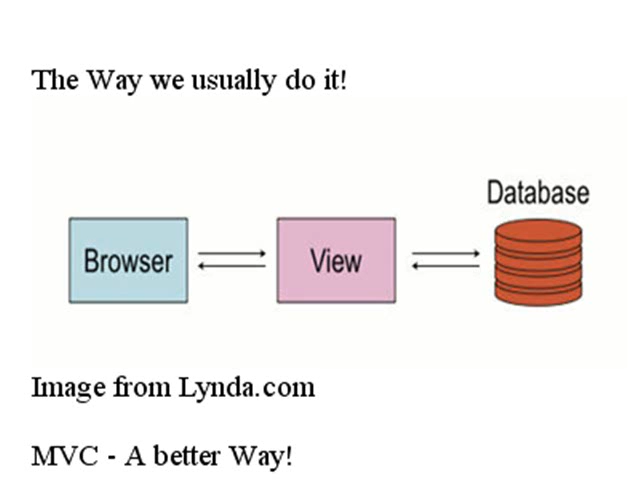 The Way we usually do it!
Database
Browser
View
Image from Lynda.com
MVC - A better Way!